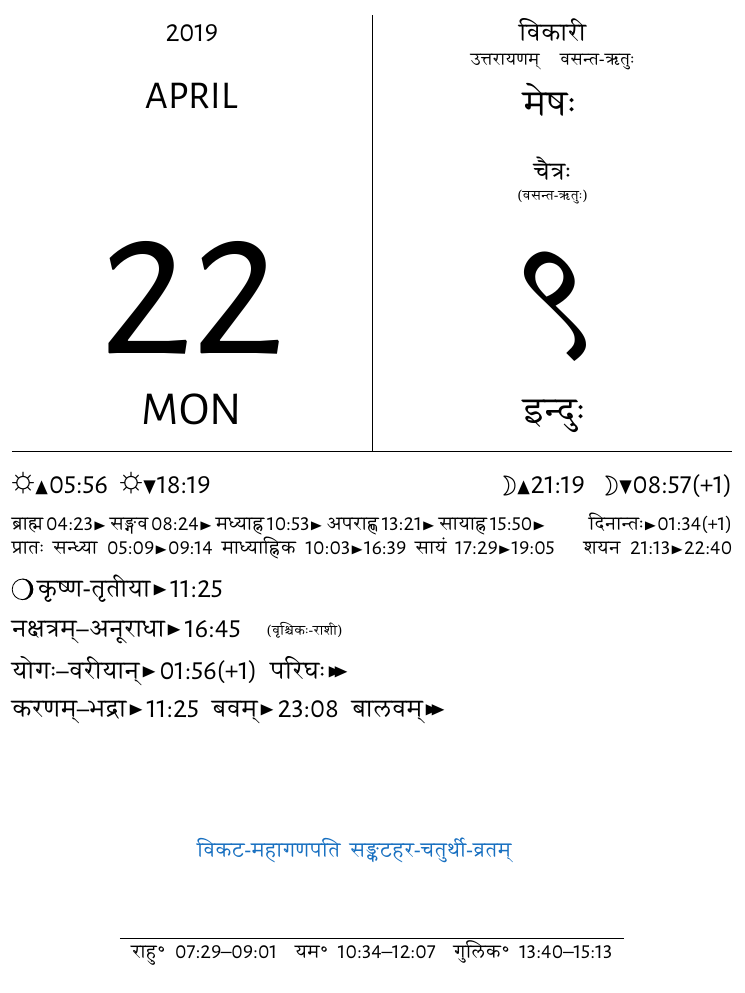 2019
APRIL
22
MON
विकारी
उत्तरायणम् वसन्त-ऋतुः
मेषः
चैत्रः
(वसन्त-ऋतुः)
९
इन्दुः
☼▲05:56 ☼▼18:19 ☽▲21:19 ☽▼08:57(+1)
ब्राह्म 04:23► सङ्गव 08:24► मध्याह्न 10:53► अपराह्ण 13:21► सायाह्न 15:50► दिनान्तः►01:34(+1)
प्रातः सन्ध्या 05:09►09:14 माध्याह्निक 10:03►16:39 सायं 17:29►19:05 शयन 21:13►22:40
❍कृष्ण-तृतीया►11:25
नक्षत्रम्–अनूराधा►16:45 (वृश्चिकः-राशी)
योगः–वरीयान्►01:56(+1) परिघः►►
करणम्–भद्रा►11:25 बवम्►23:08 बालवम्►►
विकट-महागणपति सङ्कटहर-चतुर्थी-व्रतम्
राहु॰ 07:29–09:01 यम॰ 10:34–12:07 गुलिक॰ 13:40–15:13